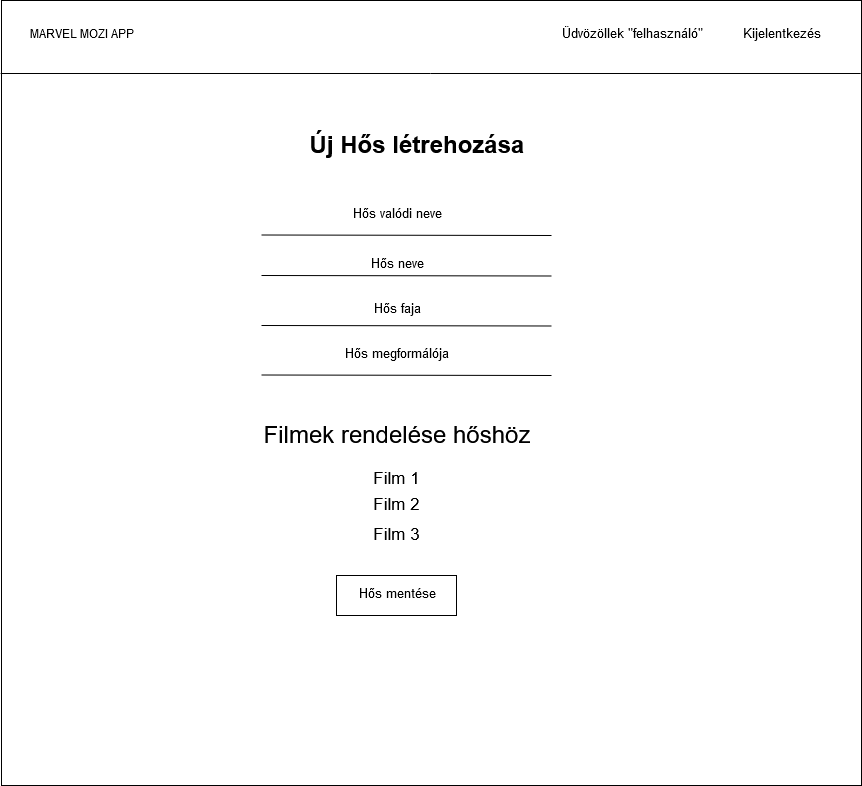 MARVEL MOZI APP
Üdvözöllek "felhasználó"
Kijelentkezés
Új Hős létrehozása
Hős valódi neve
Hős neve
Hős faja
Hős megformálója
Filmek rendelése hőshöz
Film 1
Film 2
Film 3
Hős mentése